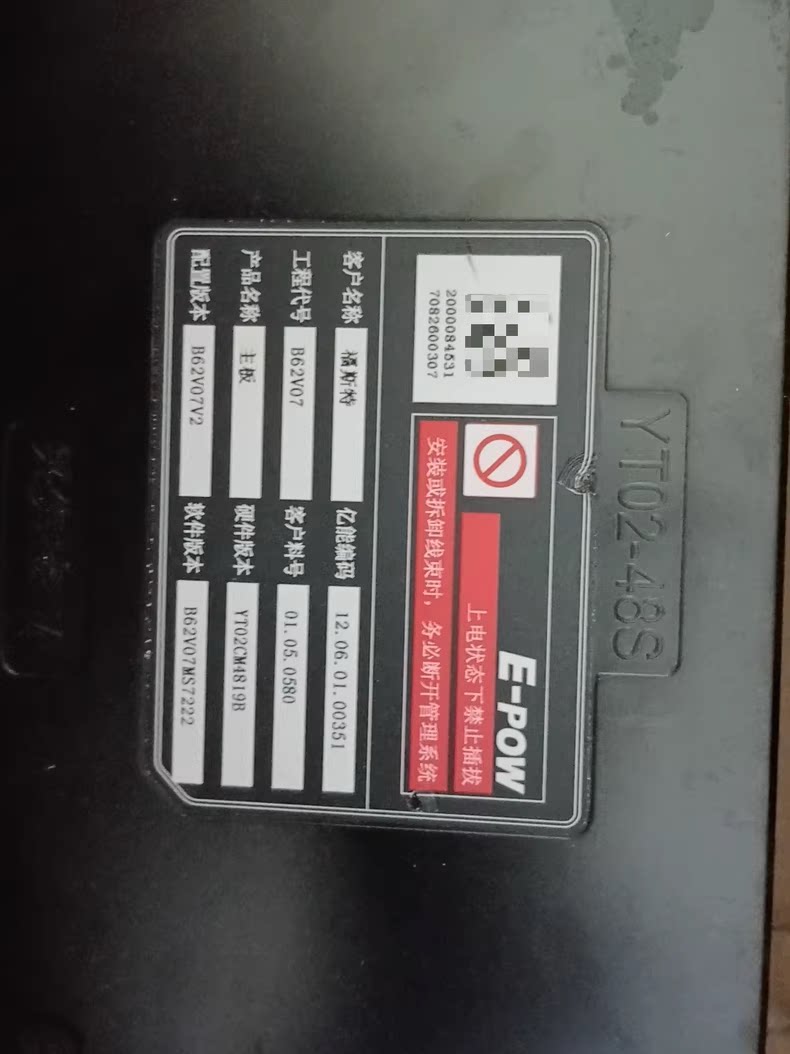 YT02-48S
2000084531
7082600307
E-POW
上电状态下禁止插拔
安装或拆卸线束时，务必断开管理系统
客户名称 福斯特 亿能编码 12.06.01.00351
工程代号 B62V07 客户料号 01.05.0580
产品名称 主板 硬件版本 YT02CM4819B
配置版本 B62V07V2 软件版本 B62V07MS7222